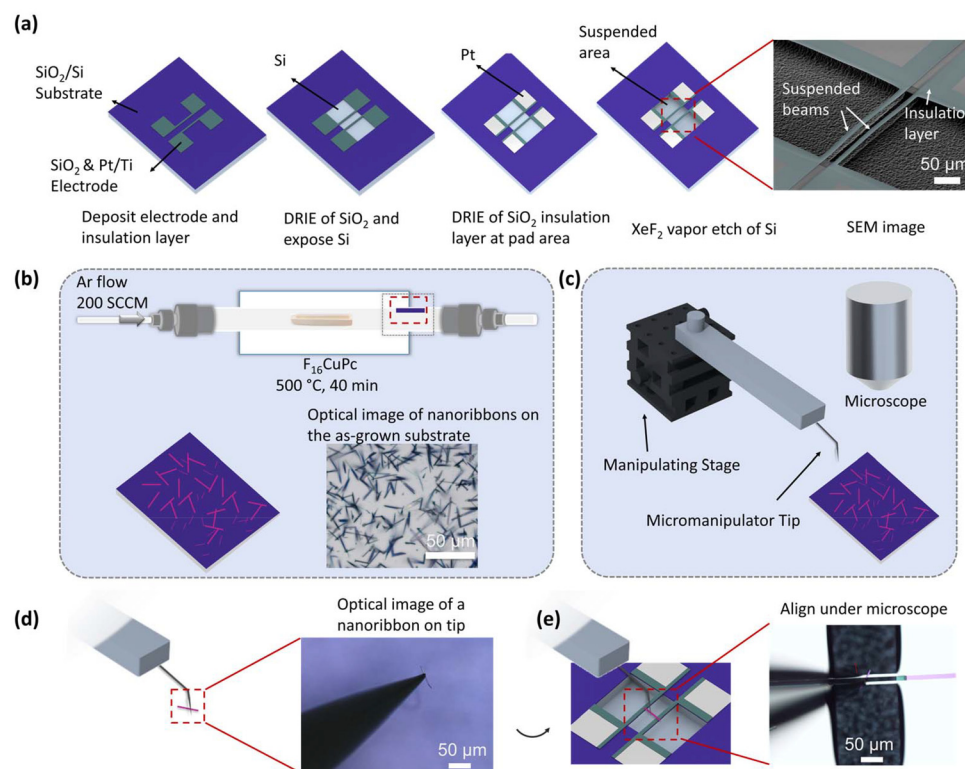 (a)
SiO₂/Si
Substrate
SiO₂ & Pt/Ti
Electrode
Deposit electrode and
insulation layer
Si
DRIE of SiO₂ and
expose Si
Pt
DRIE of SiO₂ insulation
layer at pad area
Suspended
area
XeF₂ vapor etch of Si
Suspended
beams
Insulation
layer
50 μm
SEM image
(b)
Ar flow
200 SCCM
F₁₆CuPc
500 °C, 40 min
Optical image of nanoribbons on
the as-grown substrate
50 μm
(c)
Microscope
Manipulating Stage
Micromanipulator Tip
(d)
Optical image of a
nanoribbon on tip
50 μm
(e)
Align under microscope
50 μm